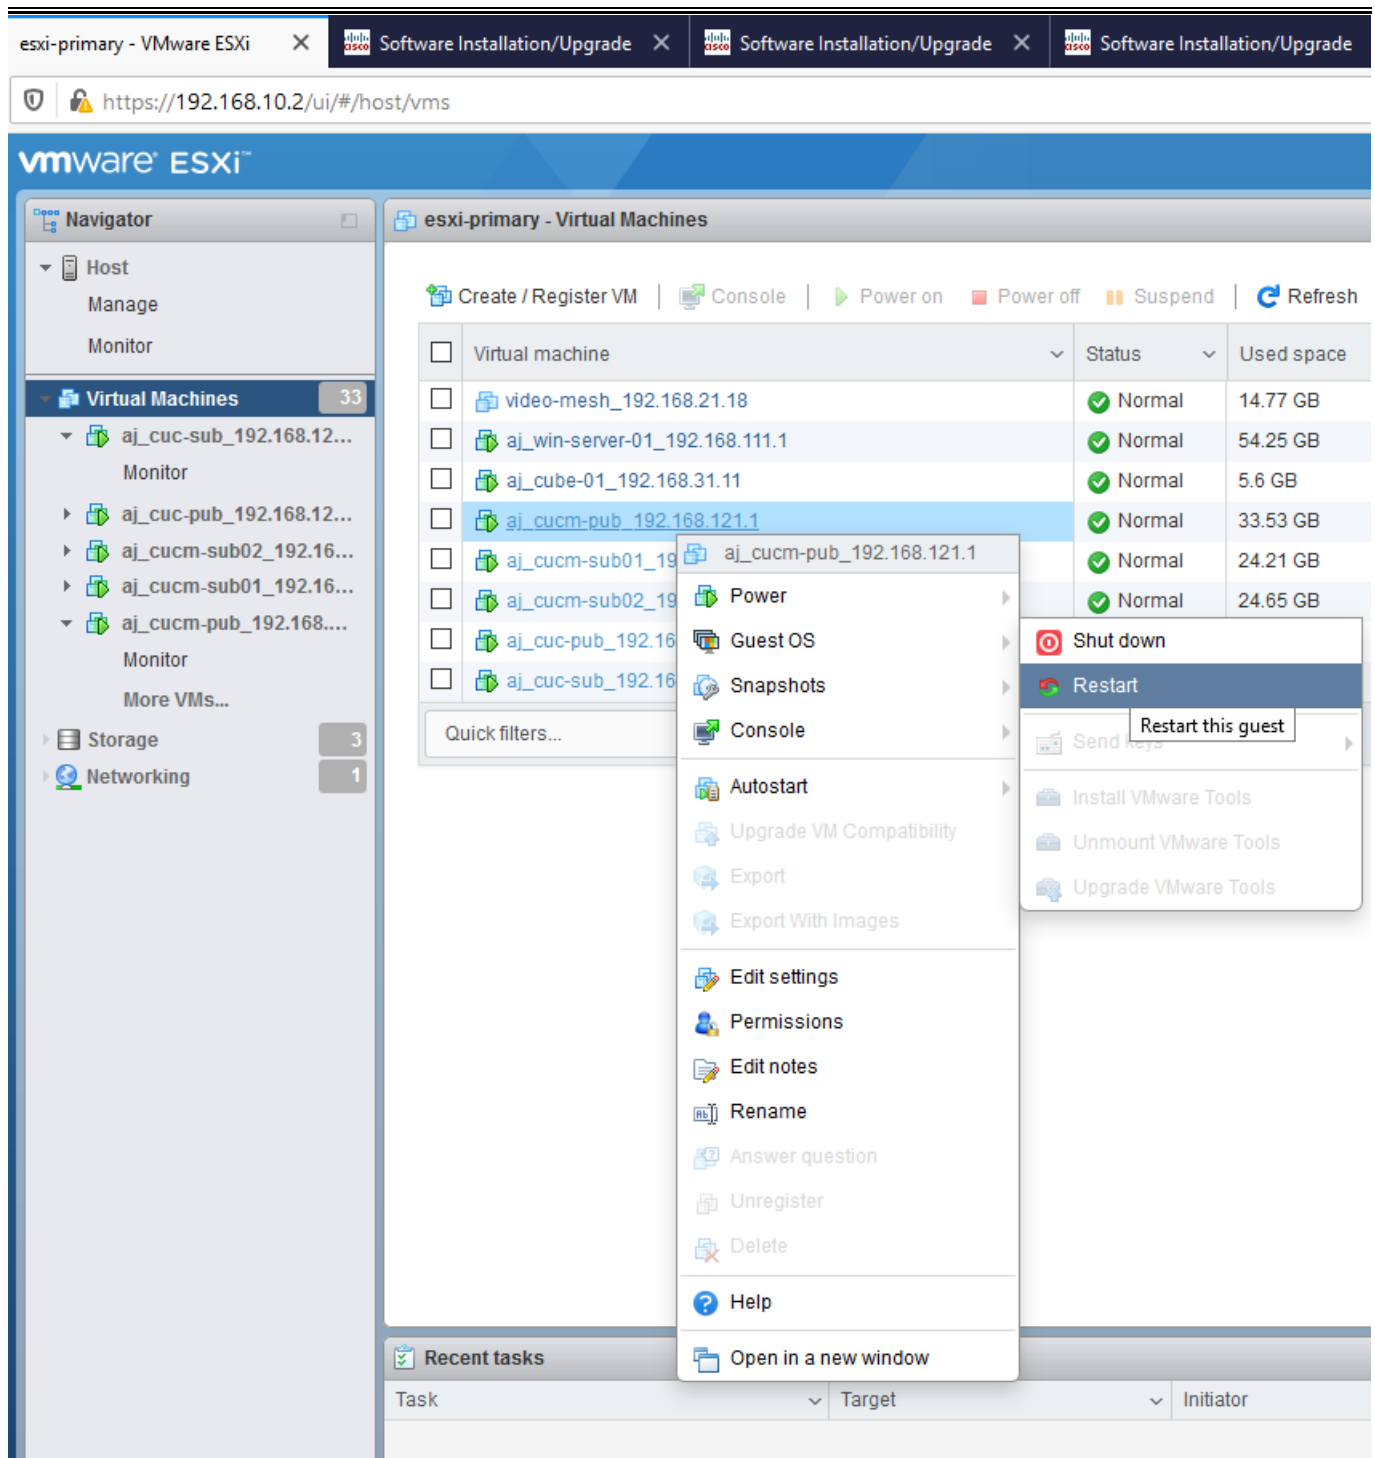 esxi-primary - VMware ESXi
cisco Software Installation/Upgrade
cisco Software Installation/Upgrade
cisco Software Installation/Upgrade
https://192.168.10.2/ui/#/host/vms
vmware ESXi™
Navigator
Host
Manage
Monitor
Virtual Machines 33
aj_cuc-sub_192.168.12...
Monitor
aj_cuc-pub_192.168.12...
aj_cucm-sub02_192.16...
aj_cucm-sub01_192.16...
aj_cucm-pub_192.168....
Monitor
More VMs...
Storage 3
Networking 1
esxi-primary - Virtual Machines
Create / Register VM Console Power on Power off Suspend Refresh
Virtual machine Status Used space
video-mesh_192.168.21.18 Normal 14.77 GB
aj_win-server-01_192.168.111.1 Normal 54.25 GB
aj_cube-01_192.168.31.11 Normal 5.6 GB
aj_cucm-pub_192.168.121.1 Normal 33.53 GB
aj_cucm-sub01_19 Normal 24.21 GB
aj_cucm-sub02_19 Normal 24.65 GB
aj_cuc-pub_192.16
aj_cuc-sub_192.16
Quick filters...
aj_cucm-pub_192.168.121.1
Power
Guest OS
Snapshots
Console
Autostart
Upgrade VM Compatibility
Export
Export With Images
Edit settings
Permissions
Edit notes
Rename
Answer question
Unregister
Delete
Help
Open in a new window
Shut down
Restart
Restart this guest
Send keys
Install VMware Tools
Unmount VMware Tools
Upgrade VMware Tools
Recent tasks
Task Target Initiator